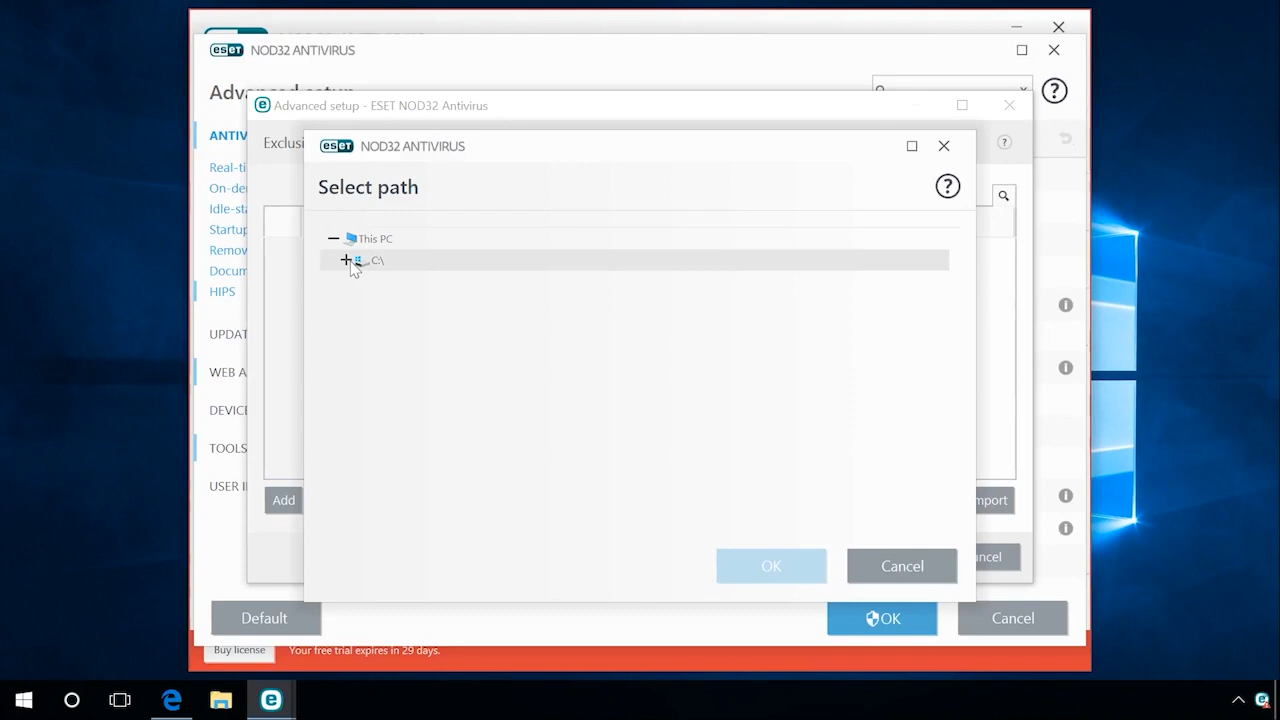 eset NOD32 ANTIVIRUS
Advanced setup - ESET NOD32 Antivirus
ANTIV
Exclusi
eset NOD32 ANTIVIRUS
Select path
Real-ti
On-de
Idle-sta
Startup
Remov
Docum
HIPS
This PC
C:\
UPDAT
WEB A
DEVICE
TOOLS
USER I
Add
mport
OK
Cancel
ncel
Default
OK
Cancel
Buy license
Your free trial expires in 29 days.